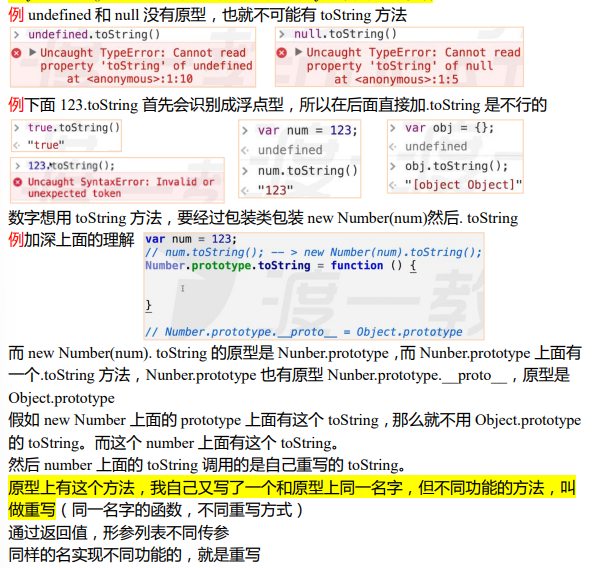 例 undefined 和 null 没有原型，也就不可能有 toString 方法
> undefined.toString()
Uncaught TypeError: Cannot read
property 'toString' of undefined
at <anonymous>:1:10
> null.toString()
Uncaught TypeError: Cannot read
property 'toString' of null
at <anonymous>:1:5
例下面 123.toString 首先会识别成浮点型，所以在后面直接加.toString 是不行的
> true.toString()
< "true"
> 123.toString();
Uncaught SyntaxError: Invalid or
unexpected token
> var num = 123;
< undefined
> num.toString()
< "123"
> var obj = {};
< undefined
> obj.toString();
< "[object Object]"
数字想用 toString 方法，要经过包装类包装 new Number(num)然后. toString
例加深上面的理解
var num = 123;
// num.toString(); —— > new Number(num).toString();
Number.prototype.toString = function () {
}
// Number.prototype.__proto__ = Object.prototype
而 new Number(num). toString 的原型是 Nunber.prototype，而 Nunber.prototype 上面有
一个.toString 方法，Nunber.prototype 也有原型 Nunber.prototype.__proto__，原型是
Object.prototype
假如 new Number 上面的 prototype 上面有这个 toString，那么就不用 Object.prototype
的 toString。而这个 number 上面有这个 toString。
然后 number 上面的 toString 调用的是自己重写的 toString。
原型上有这个方法，我自己又写了一个和原型上同一名字，但不同功能的方法，叫
做重写（同一名字的函数，不同重写方式）
通过返回值，形参列表不同传参
同样的名实现不同功能的，就是重写